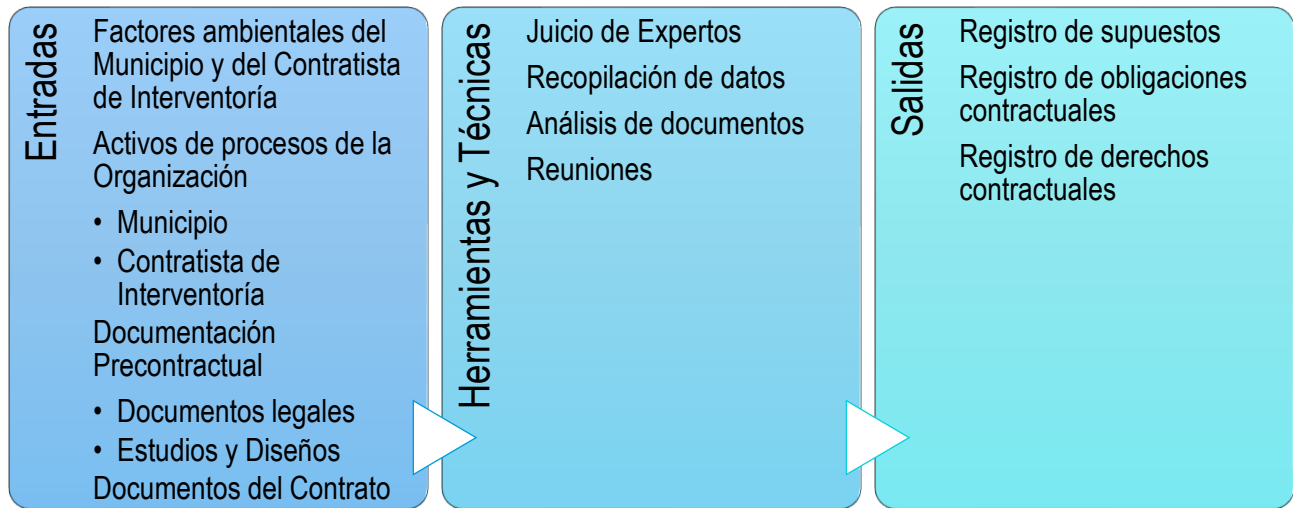 Entradas
Factores ambientales del
Municipio y del Contratista
de Interventoría
Activos de procesos de la
Organización
• Municipio
• Contratista de
Interventoría
Documentación
Precontractual
• Documentos legales
• Estudios y Diseños
Documentos del Contrato
Herramientas y Técnicas
Juicio de Expertos
Recopilación de datos
Análisis de documentos
Reuniones
Salidas
Registro de supuestos
Registro de obligaciones
contractuales
Registro de derechos
contractuales